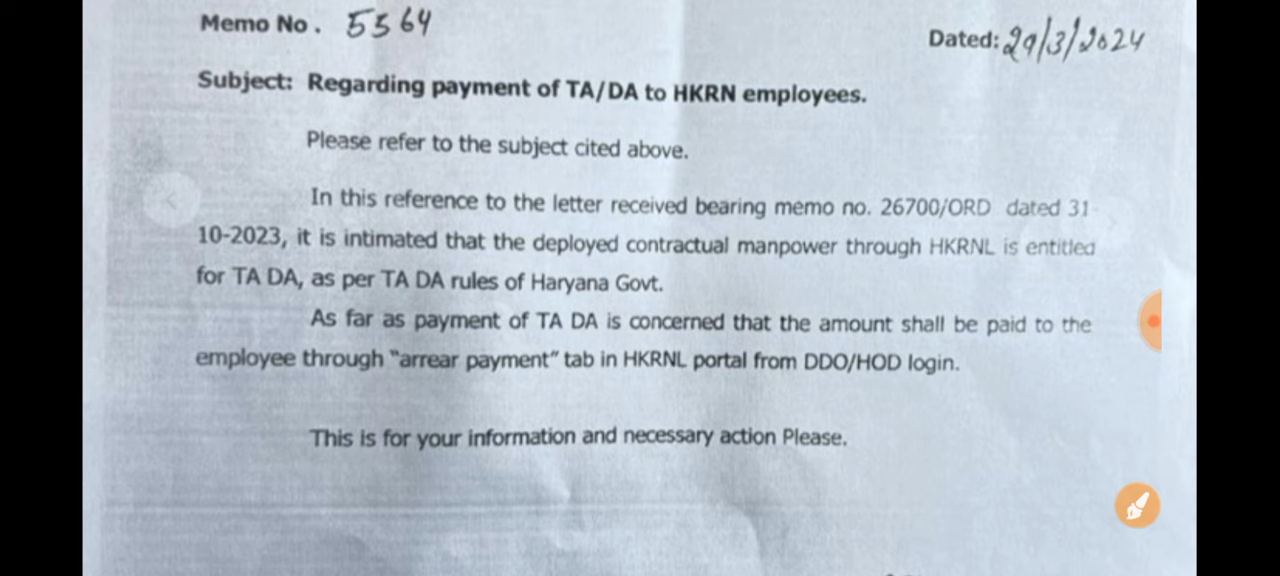 Memo No. 5564
Dated: 29/3/2024
Subject: Regarding payment of TA/DA to HKRN employees.
Please refer to the subject cited above.
In this reference to the letter received bearing memo no. 26700/ORD dated 31-
10-2023, it is intimated that the deployed contractual manpower through HKRNL is entitled
for TA DA, as per TA DA rules of Haryana Govt.
As far as payment of TA DA is concerned that the amount shall be paid to the
employee through "arrear payment" tab in HKRNL portal from DDO/HOD login.
This is for your information and necessary action Please.